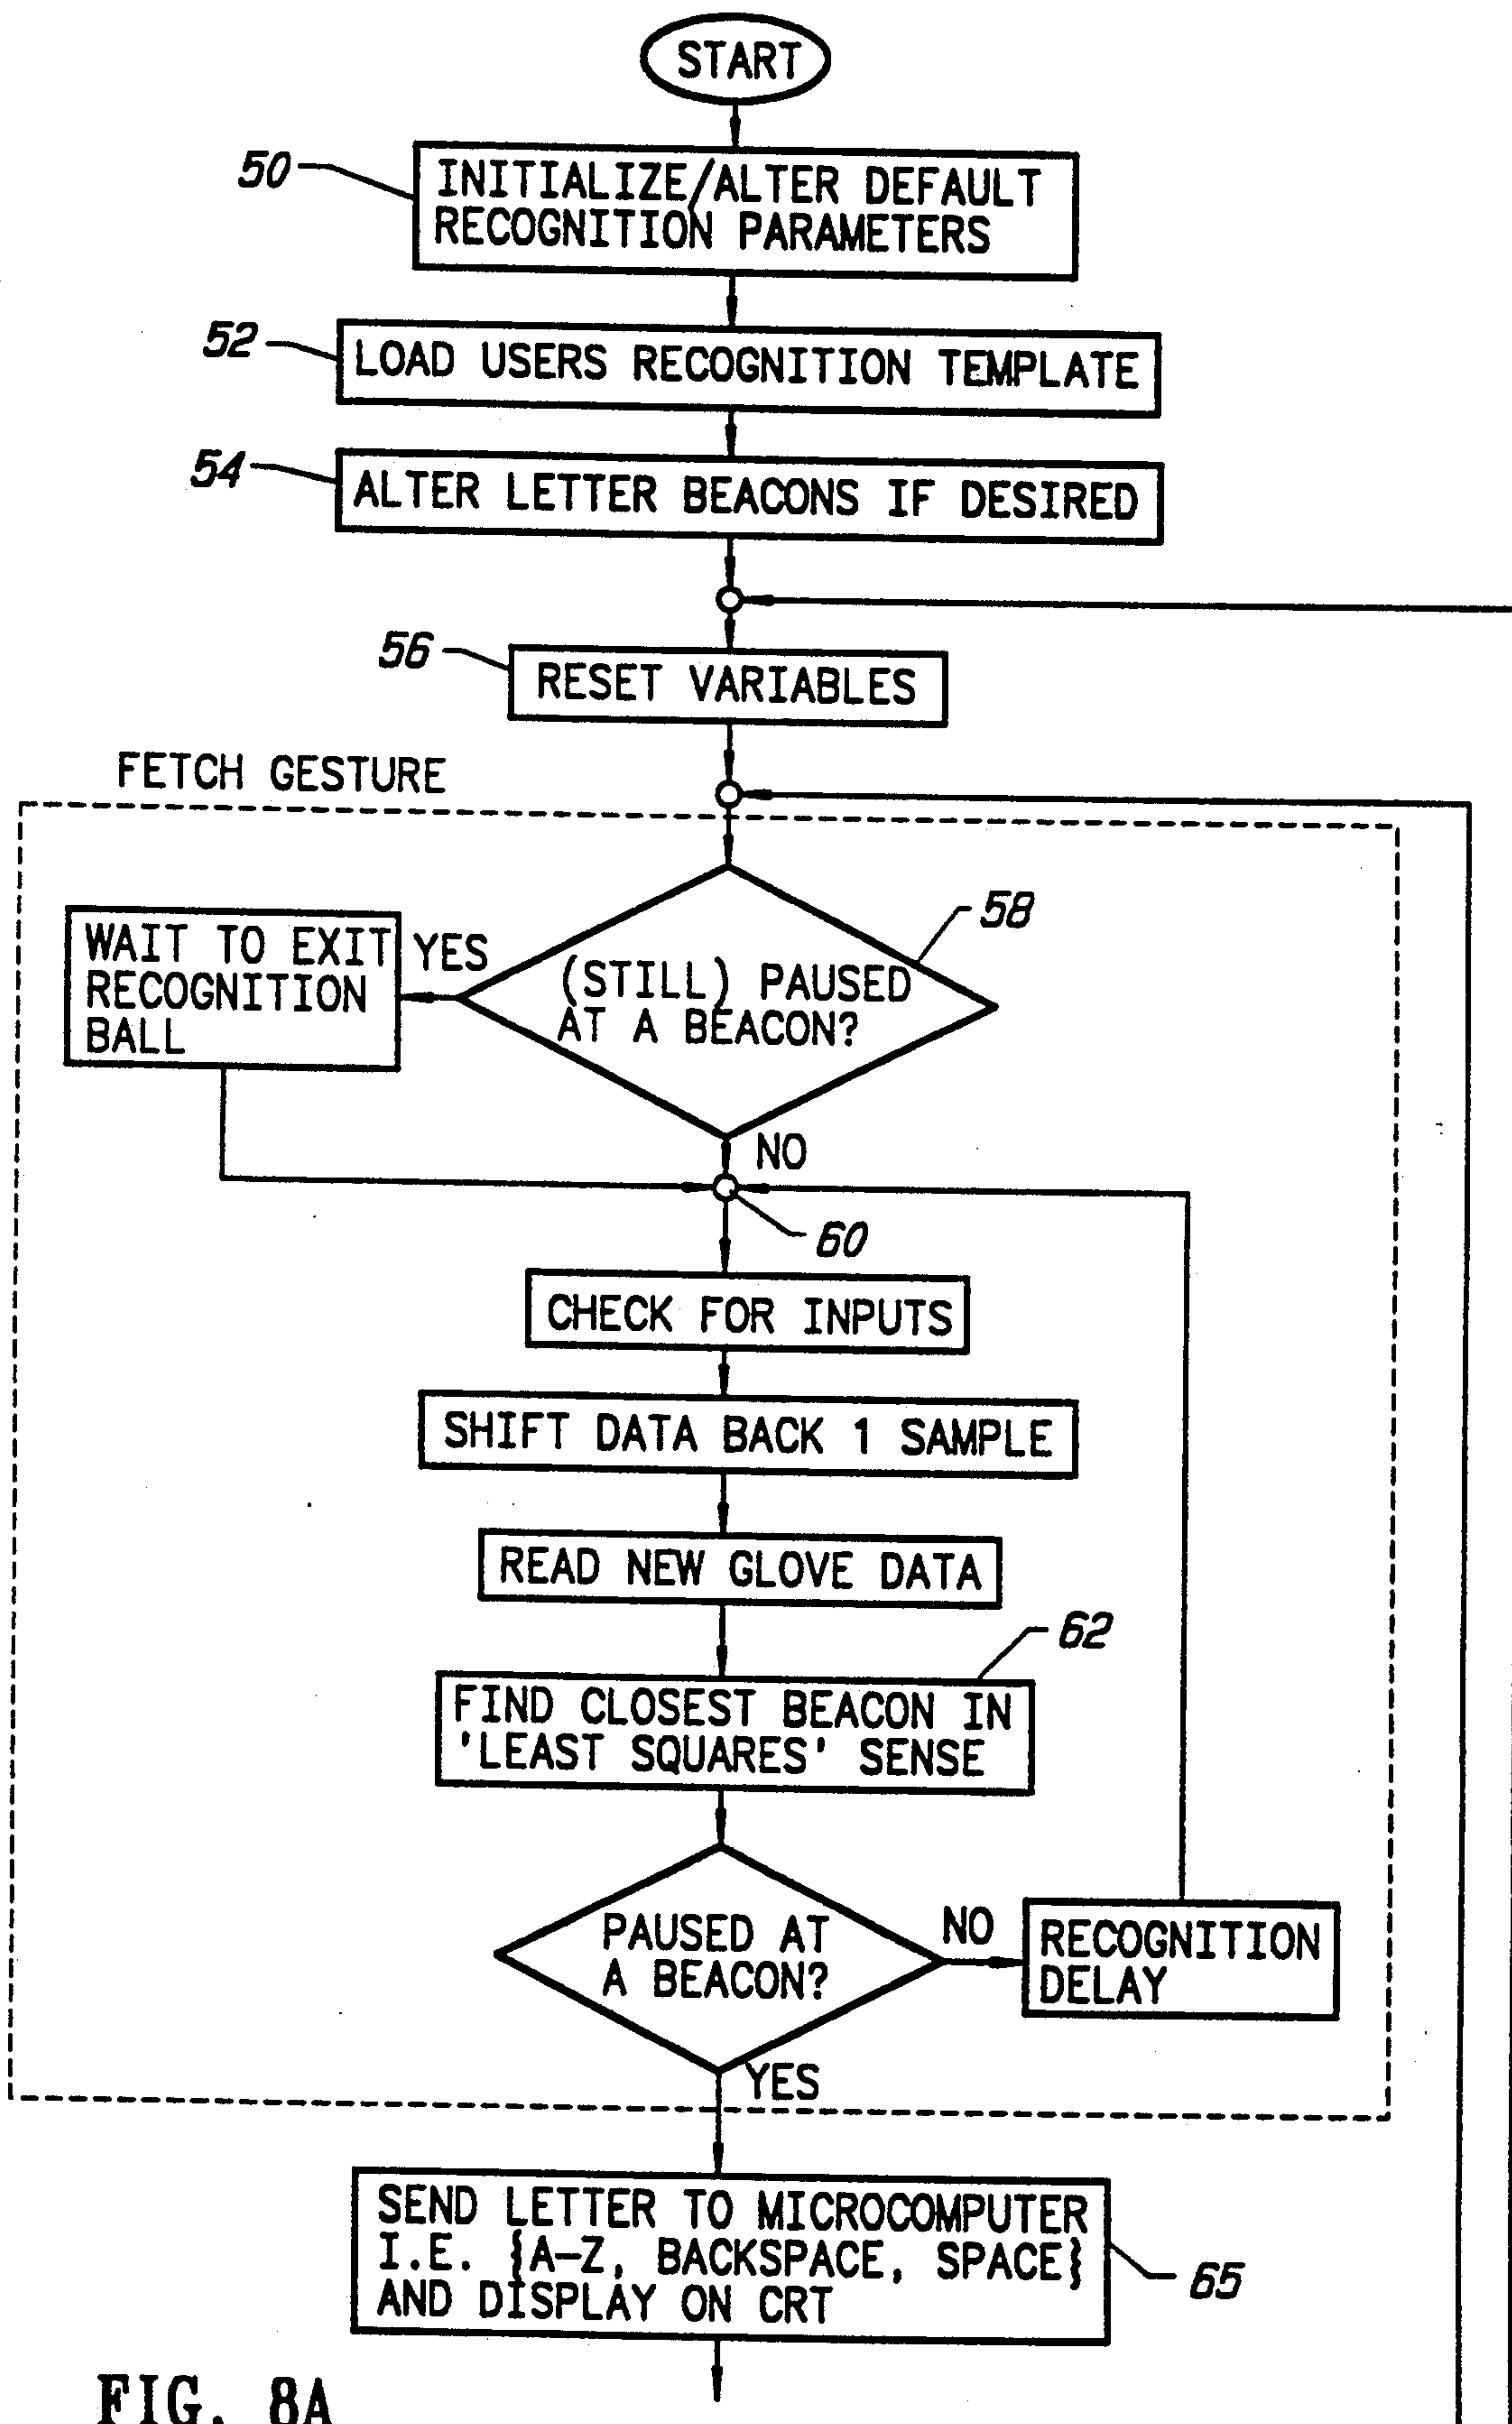 START
50
INITIALIZE/ALTER DEFAULT
RECOGNITION PARAMETERS
52
LOAD USERS RECOGNITION TEMPLATE
54
ALTER LETTER BEACONS IF DESIRED
56
RESET VARIABLES
FETCH GESTURE
58
WAIT TO EXIT
RECOGNITION
BALL
YES
(STILL) PAUSED
AT A BEACON?
NO
60
CHECK FOR INPUTS
SHIFT DATA BACK 1 SAMPLE
READ NEW GLOVE DATA
62
FIND CLOSEST BEACON IN
'LEAST SQUARES' SENSE
PAUSED AT
A BEACON?
NO
RECOGNITION
DELAY
YES
SEND LETTER TO MICROCOMPUTER
I.E. {A-Z, BACKSPACE, SPACE}
AND DISPLAY ON CRT
65
FIG. 8A